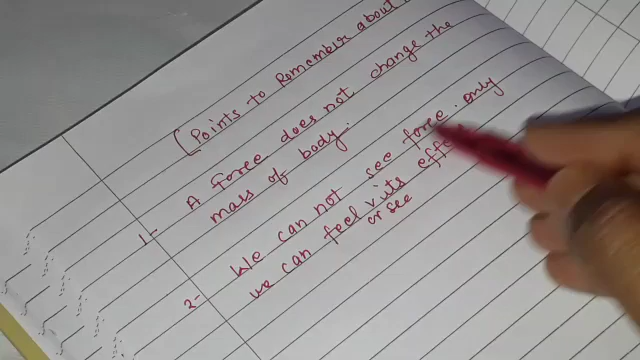 [Points to Remember about
1- A force does not change the
mass of body.
2- We can not see force. only
we can feel its effe
or see